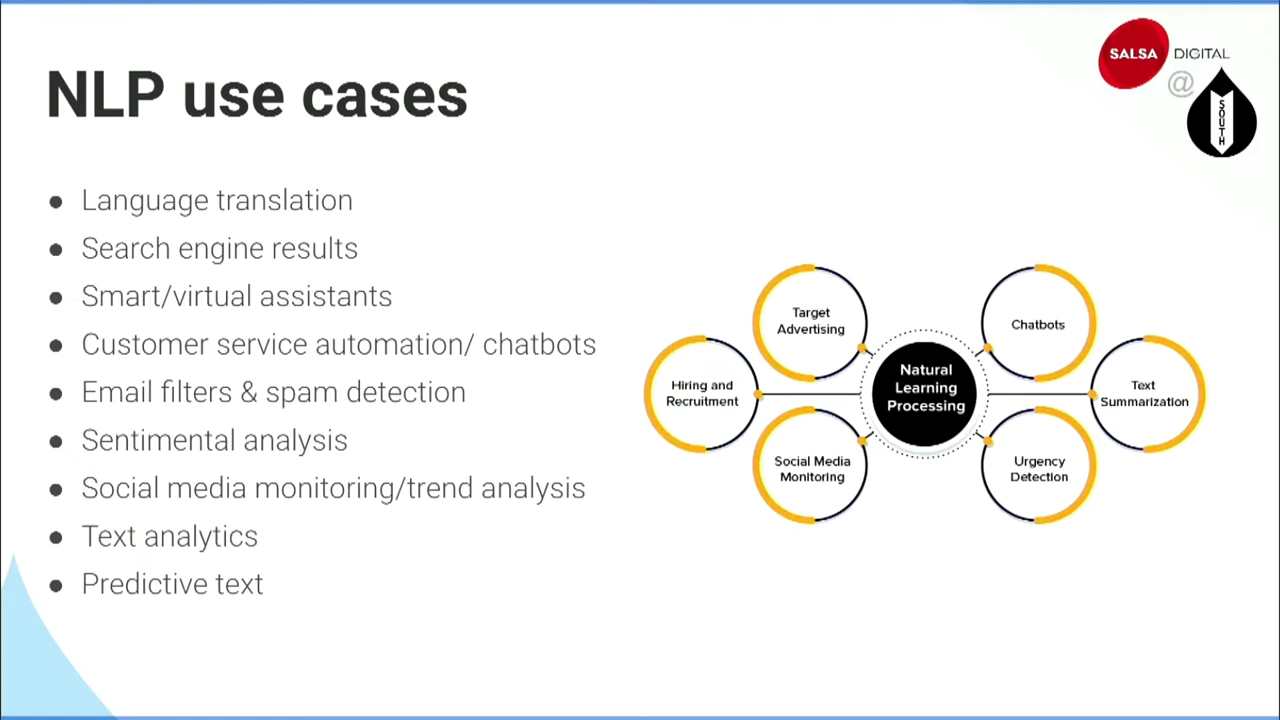 NLP use cases
SALSA DIGITAL
@
SOUTH
● Language translation
● Search engine results
● Smart/virtual assistants
● Customer service automation/ chatbots
● Email filters & spam detection
● Sentimental analysis
● Social media monitoring/trend analysis
● Text analytics
● Predictive text
Target
Advertising
Chatbots
Hiring and
Recruitment
Natural
Learning
Processing
Text
Summarization
Social Media
Monitoring
Urgency
Detection